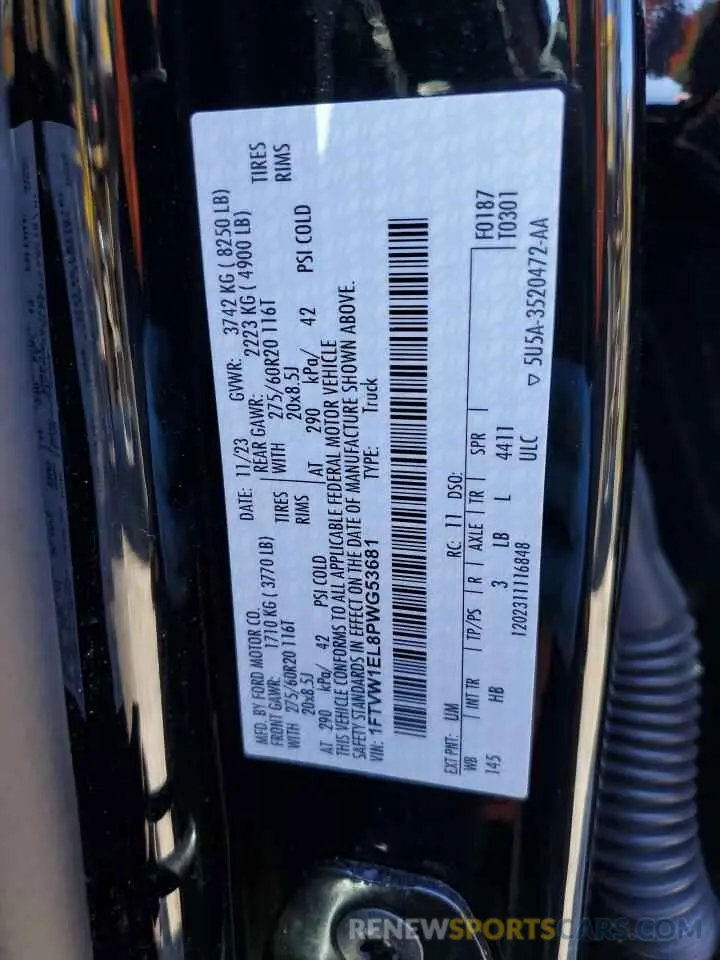 MFD. BY FORD MOTOR CO.
DATE: 11/23 GVWR: 3742 KG ( 8250 LB)
FRONT GAWR: 1710 KG ( 3770 LB) REAR GAWR: 2223 KG ( 4900 LB)
WITH 275/60R20 116T TIRES WITH 275/60R20 116T TIRES
20x8.5J RIMS 20x8.5J RIMS
AT 290 kPa/ 42 PSI COLD AT 290 kPa/ 42 PSI COLD
THIS VEHICLE CONFORMS TO ALL APPLICABLE FEDERAL MOTOR VEHICLE
SAFETY STANDARDS IN EFFECT ON THE DATE OF MANUFACTURE SHOWN ABOVE.
VIN: 1FTVW1EL8PWG53681 TYPE: Truck
EXT PNT: UM RC: 11 DSO: F0187
WB INT TR TP/PS R AXLE TR SPR T0301
145 HB 3 LB L 4411
12023111116848 ULC
5U5A-3520472-AA
RENEWSPORTSCARS.COM